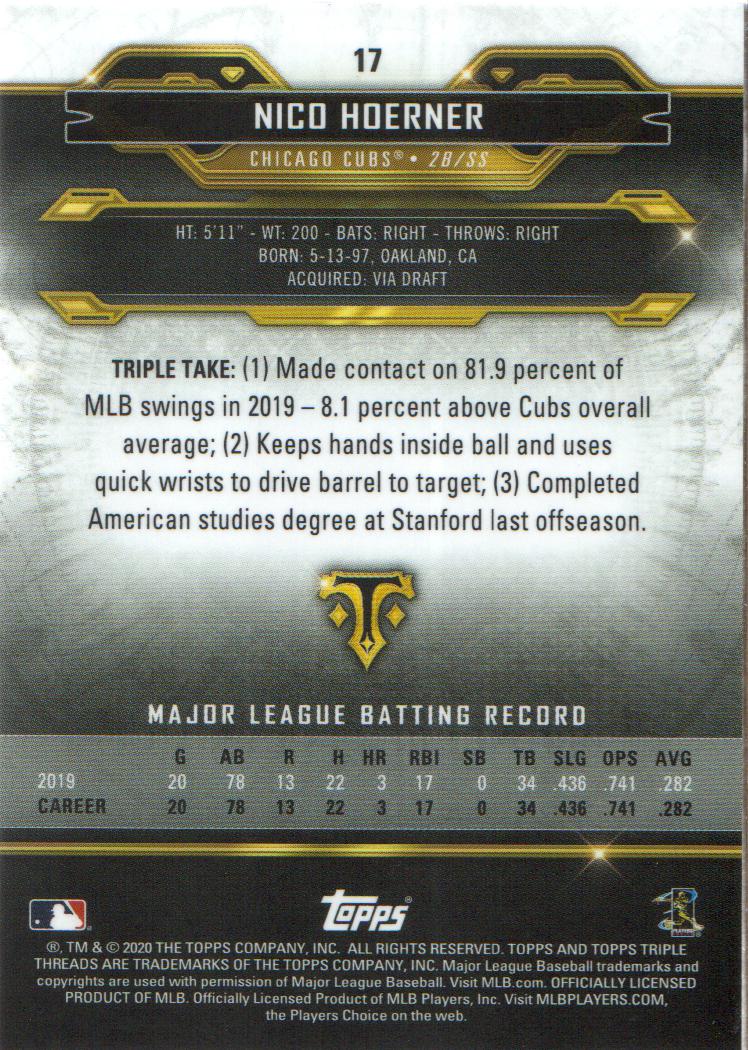 17
NICO HOERNER
CHICAGO CUBS® • 2B/SS
HT: 5'11" - WT: 200 - BATS: RIGHT - THROWS: RIGHT
BORN: 5-13-97, OAKLAND, CA
ACQUIRED: VIA DRAFT
TRIPLE TAKE: (1) Made contact on 81.9 percent of
MLB swings in 2019 – 8.1 percent above Cubs overall
average; (2) Keeps hands inside ball and uses
quick wrists to drive barrel to target; (3) Completed
American studies degree at Stanford last offseason.
MAJOR LEAGUE BATTING RECORD
G AB R H HR RBI SB TB SLG OPS AVG
2019 20 78 13 22 3 17 0 34 .436 .741 .282
CAREER 20 78 13 22 3 17 0 34 .436 .741 .282
topps®
®, TM & © 2020 THE TOPPS COMPANY, INC. ALL RIGHTS RESERVED. TOPPS AND TOPPS TRIPLE
THREADS ARE TRADEMARKS OF THE TOPPS COMPANY, INC. Major League Baseball trademarks and
copyrights are used with permission of Major League Baseball. Visit MLB.com. OFFICIALLY LICENSED
PRODUCT OF MLB. Officially Licensed Product of MLB Players, Inc. Visit MLBPLAYERS.COM,
the Players Choice on the web.